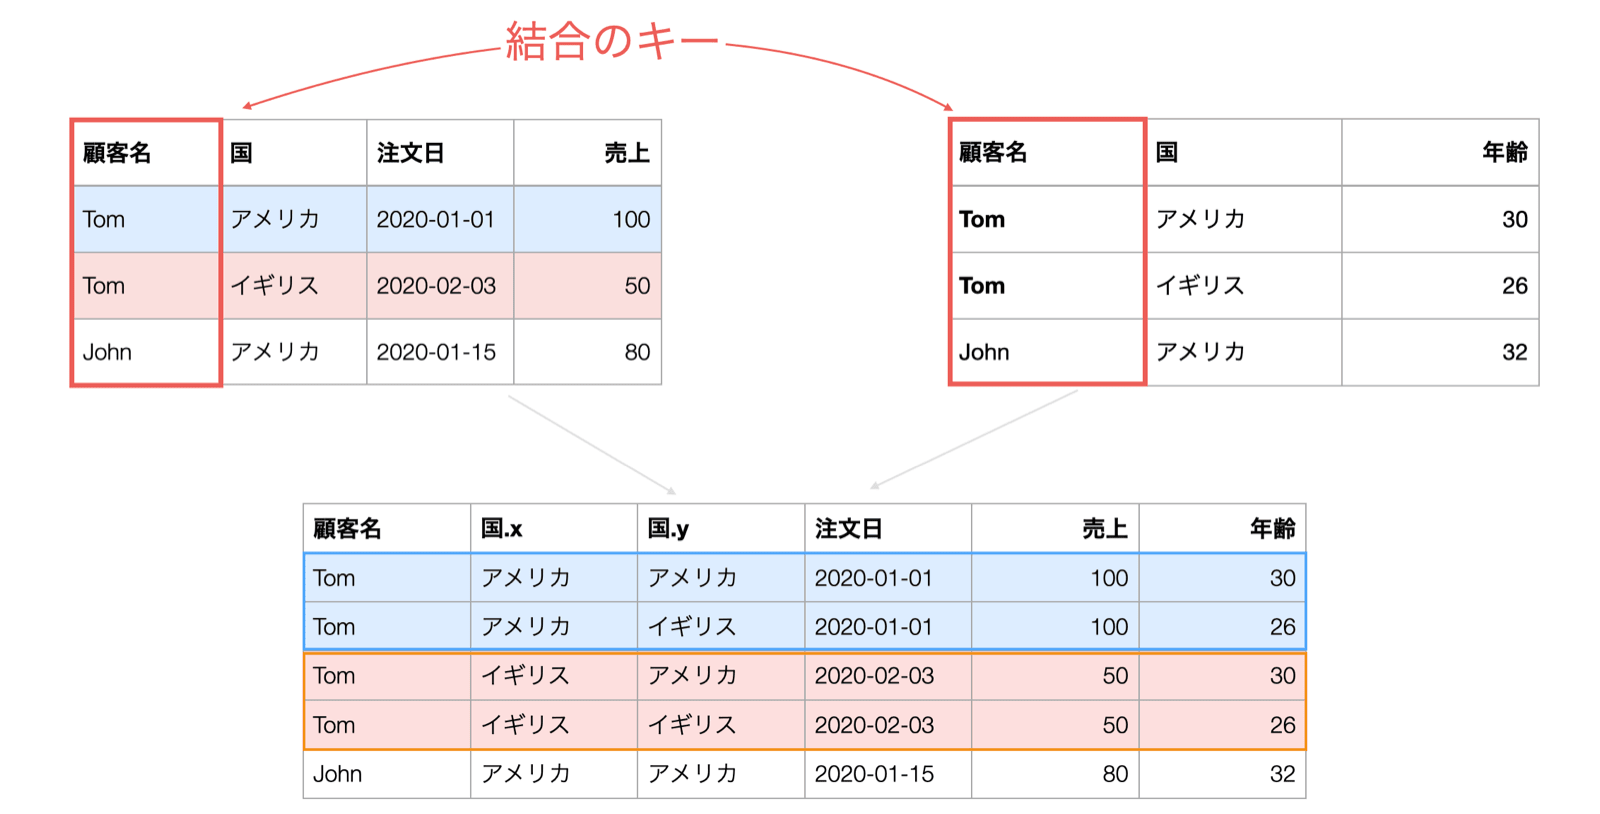 結合のキー
顧客名 国 注文日 売上
Tom アメリカ 2020-01-01 100
Tom イギリス 2020-02-03 50
John アメリカ 2020-01-15 80
顧客名 国 年齢
Tom アメリカ 30
Tom イギリス 26
John アメリカ 32
顧客名 国.x 国.y 注文日 売上 年齢
Tom アメリカ アメリカ 2020-01-01 100 30
Tom アメリカ イギリス 2020-01-01 100 26
Tom イギリス アメリカ 2020-02-03 50 30
Tom イギリス イギリス 2020-02-03 50 26
John アメリカ アメリカ 2020-01-15 80 32